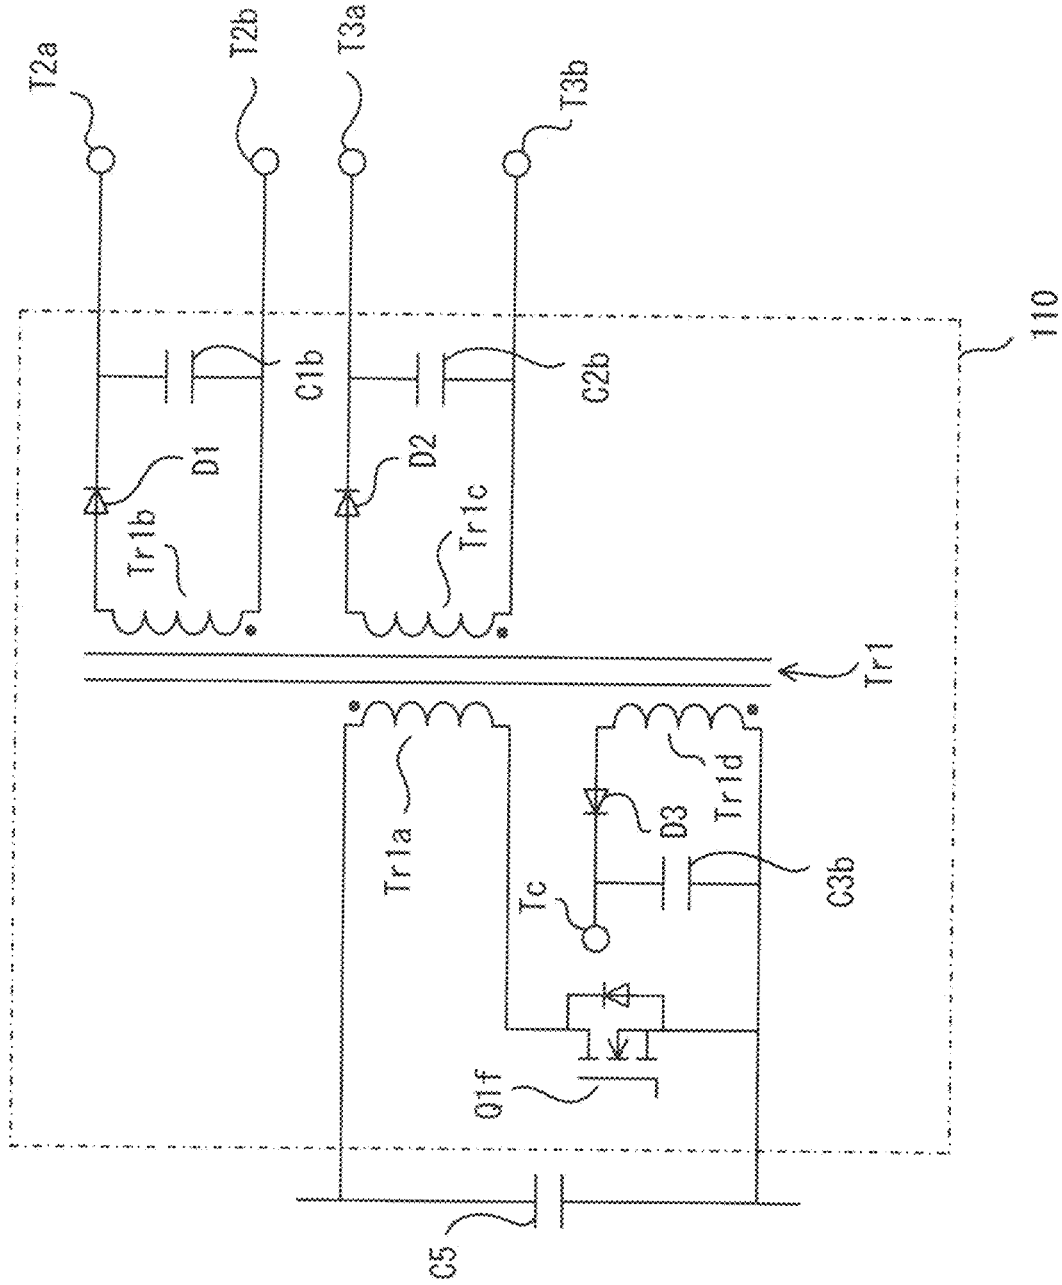 T2a
T2b
T3a
T3b
110
C1b
C2b
D1
D2
Tr1b
Tr1c
Tr1
Tr1a
Tr1d
D3
Tc
C3b
Q1f
C5